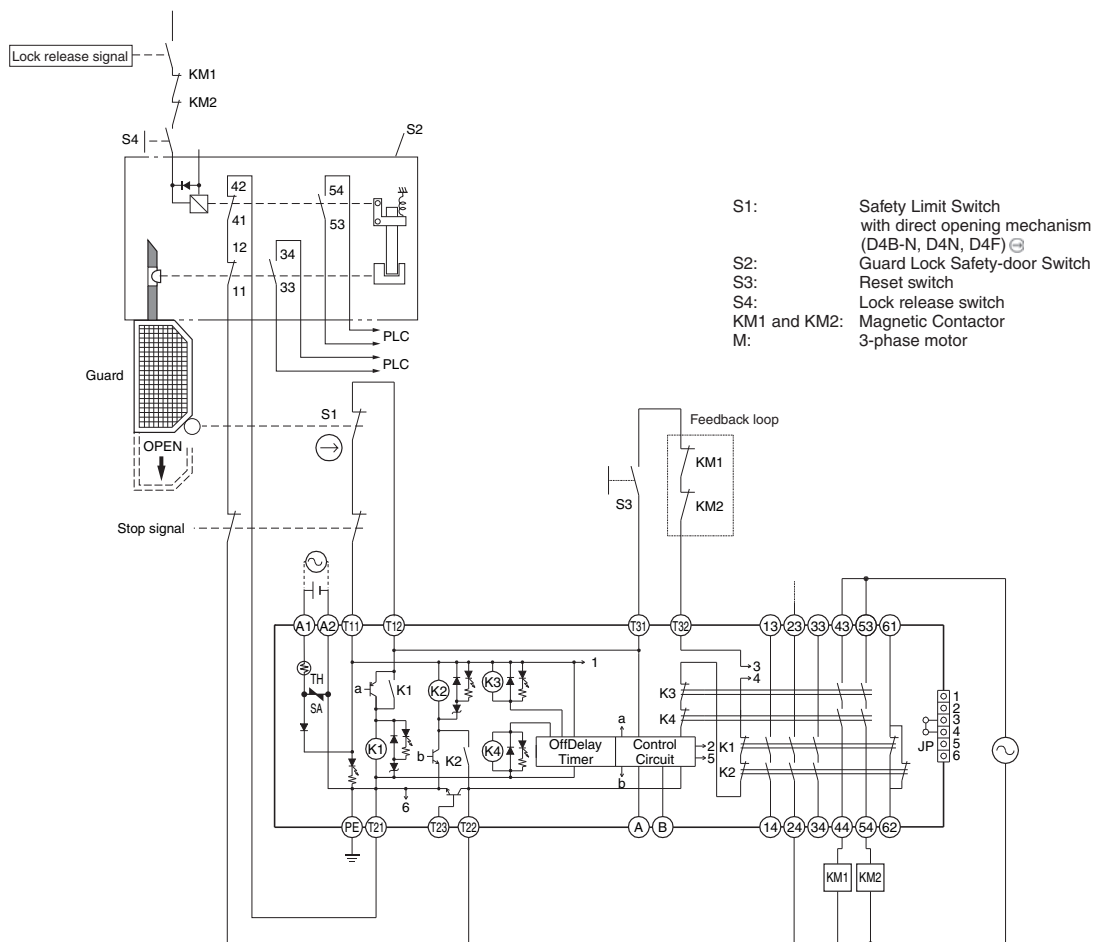 Lock release signal
KM1
KM2
S4
S2
42
41
12
11
54
53
34
33
PLC
PLC
Guard
OPEN
S1
Stop signal
S1: Safety Limit Switch
with direct opening mechanism
(D4B-N, D4N, D4F)
S2: Guard Lock Safety-door Switch
S3: Reset switch
S4: Lock release switch
KM1 and KM2: Magnetic Contactor
M: 3-phase motor
Feedback loop
KM1
KM2
S3
A1 A2 T11 T12 T31 T32 13 23 33 43 53 61
TH
SA
a
K1
K1
K2
b
K2
K3
K4
1
6
OffDelay
Timer
Control
Circuit
a
b
2
5
3
4
K3
K4
K1
K2
JP
1
2
3
4
5
6
PE T21 T23 T22 A B 14 24 34 44 54 62
KM1 KM2